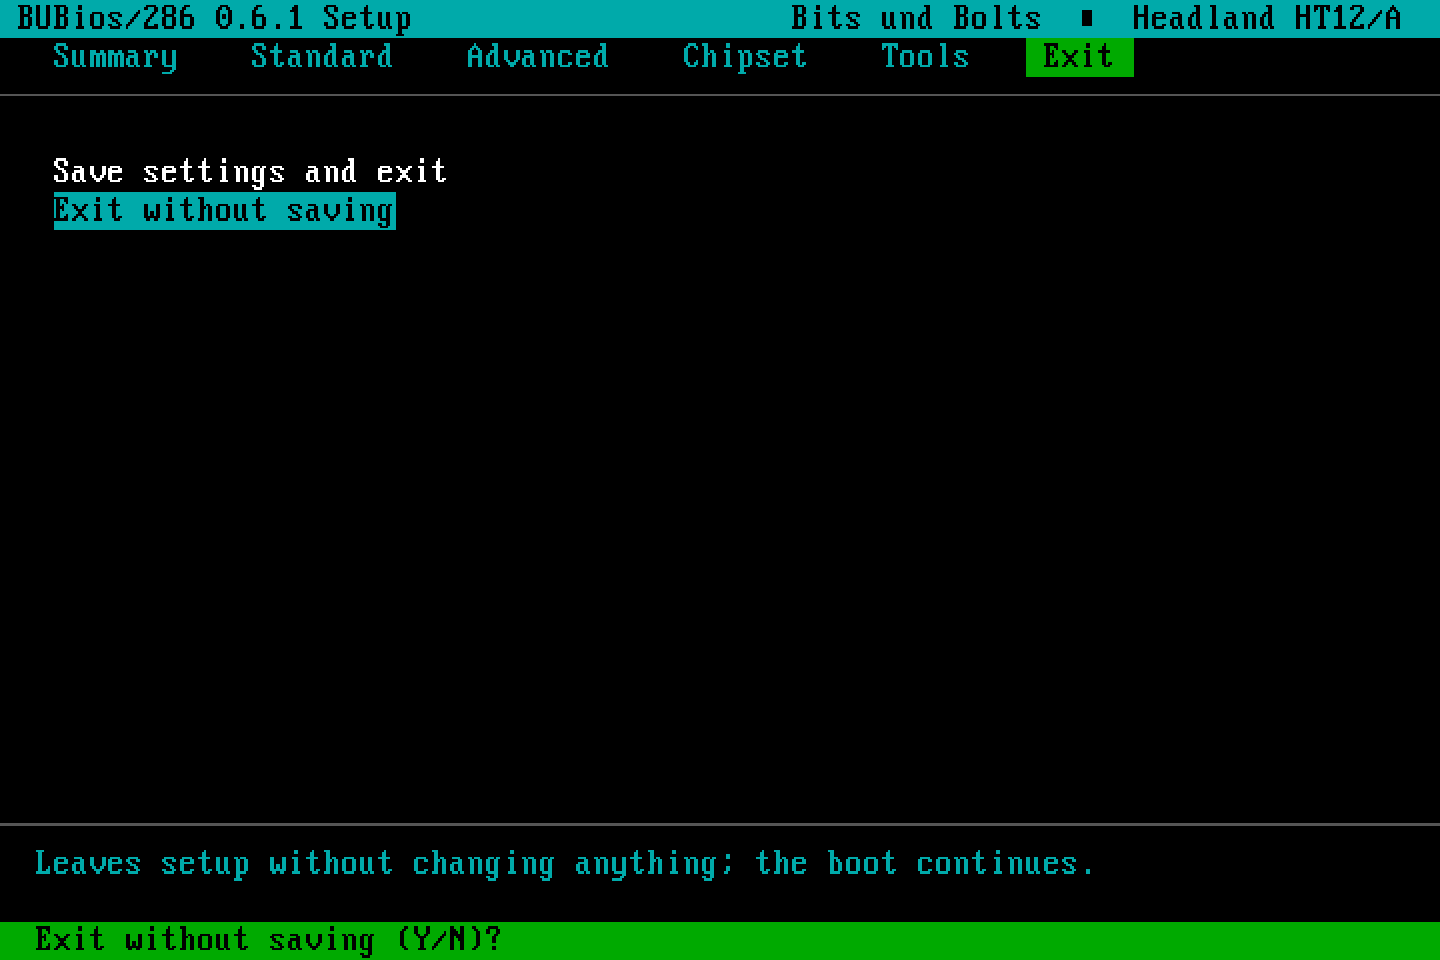 BUBios/286 0.6.1 Setup Bits und Bolts ∎ Headland HT12/A
Summary Standard Advanced Chipset Tools Exit
Save settings and exit
Exit without saving
Leaves setup without changing anything; the boot continues.
Exit without saving (Y/N)?